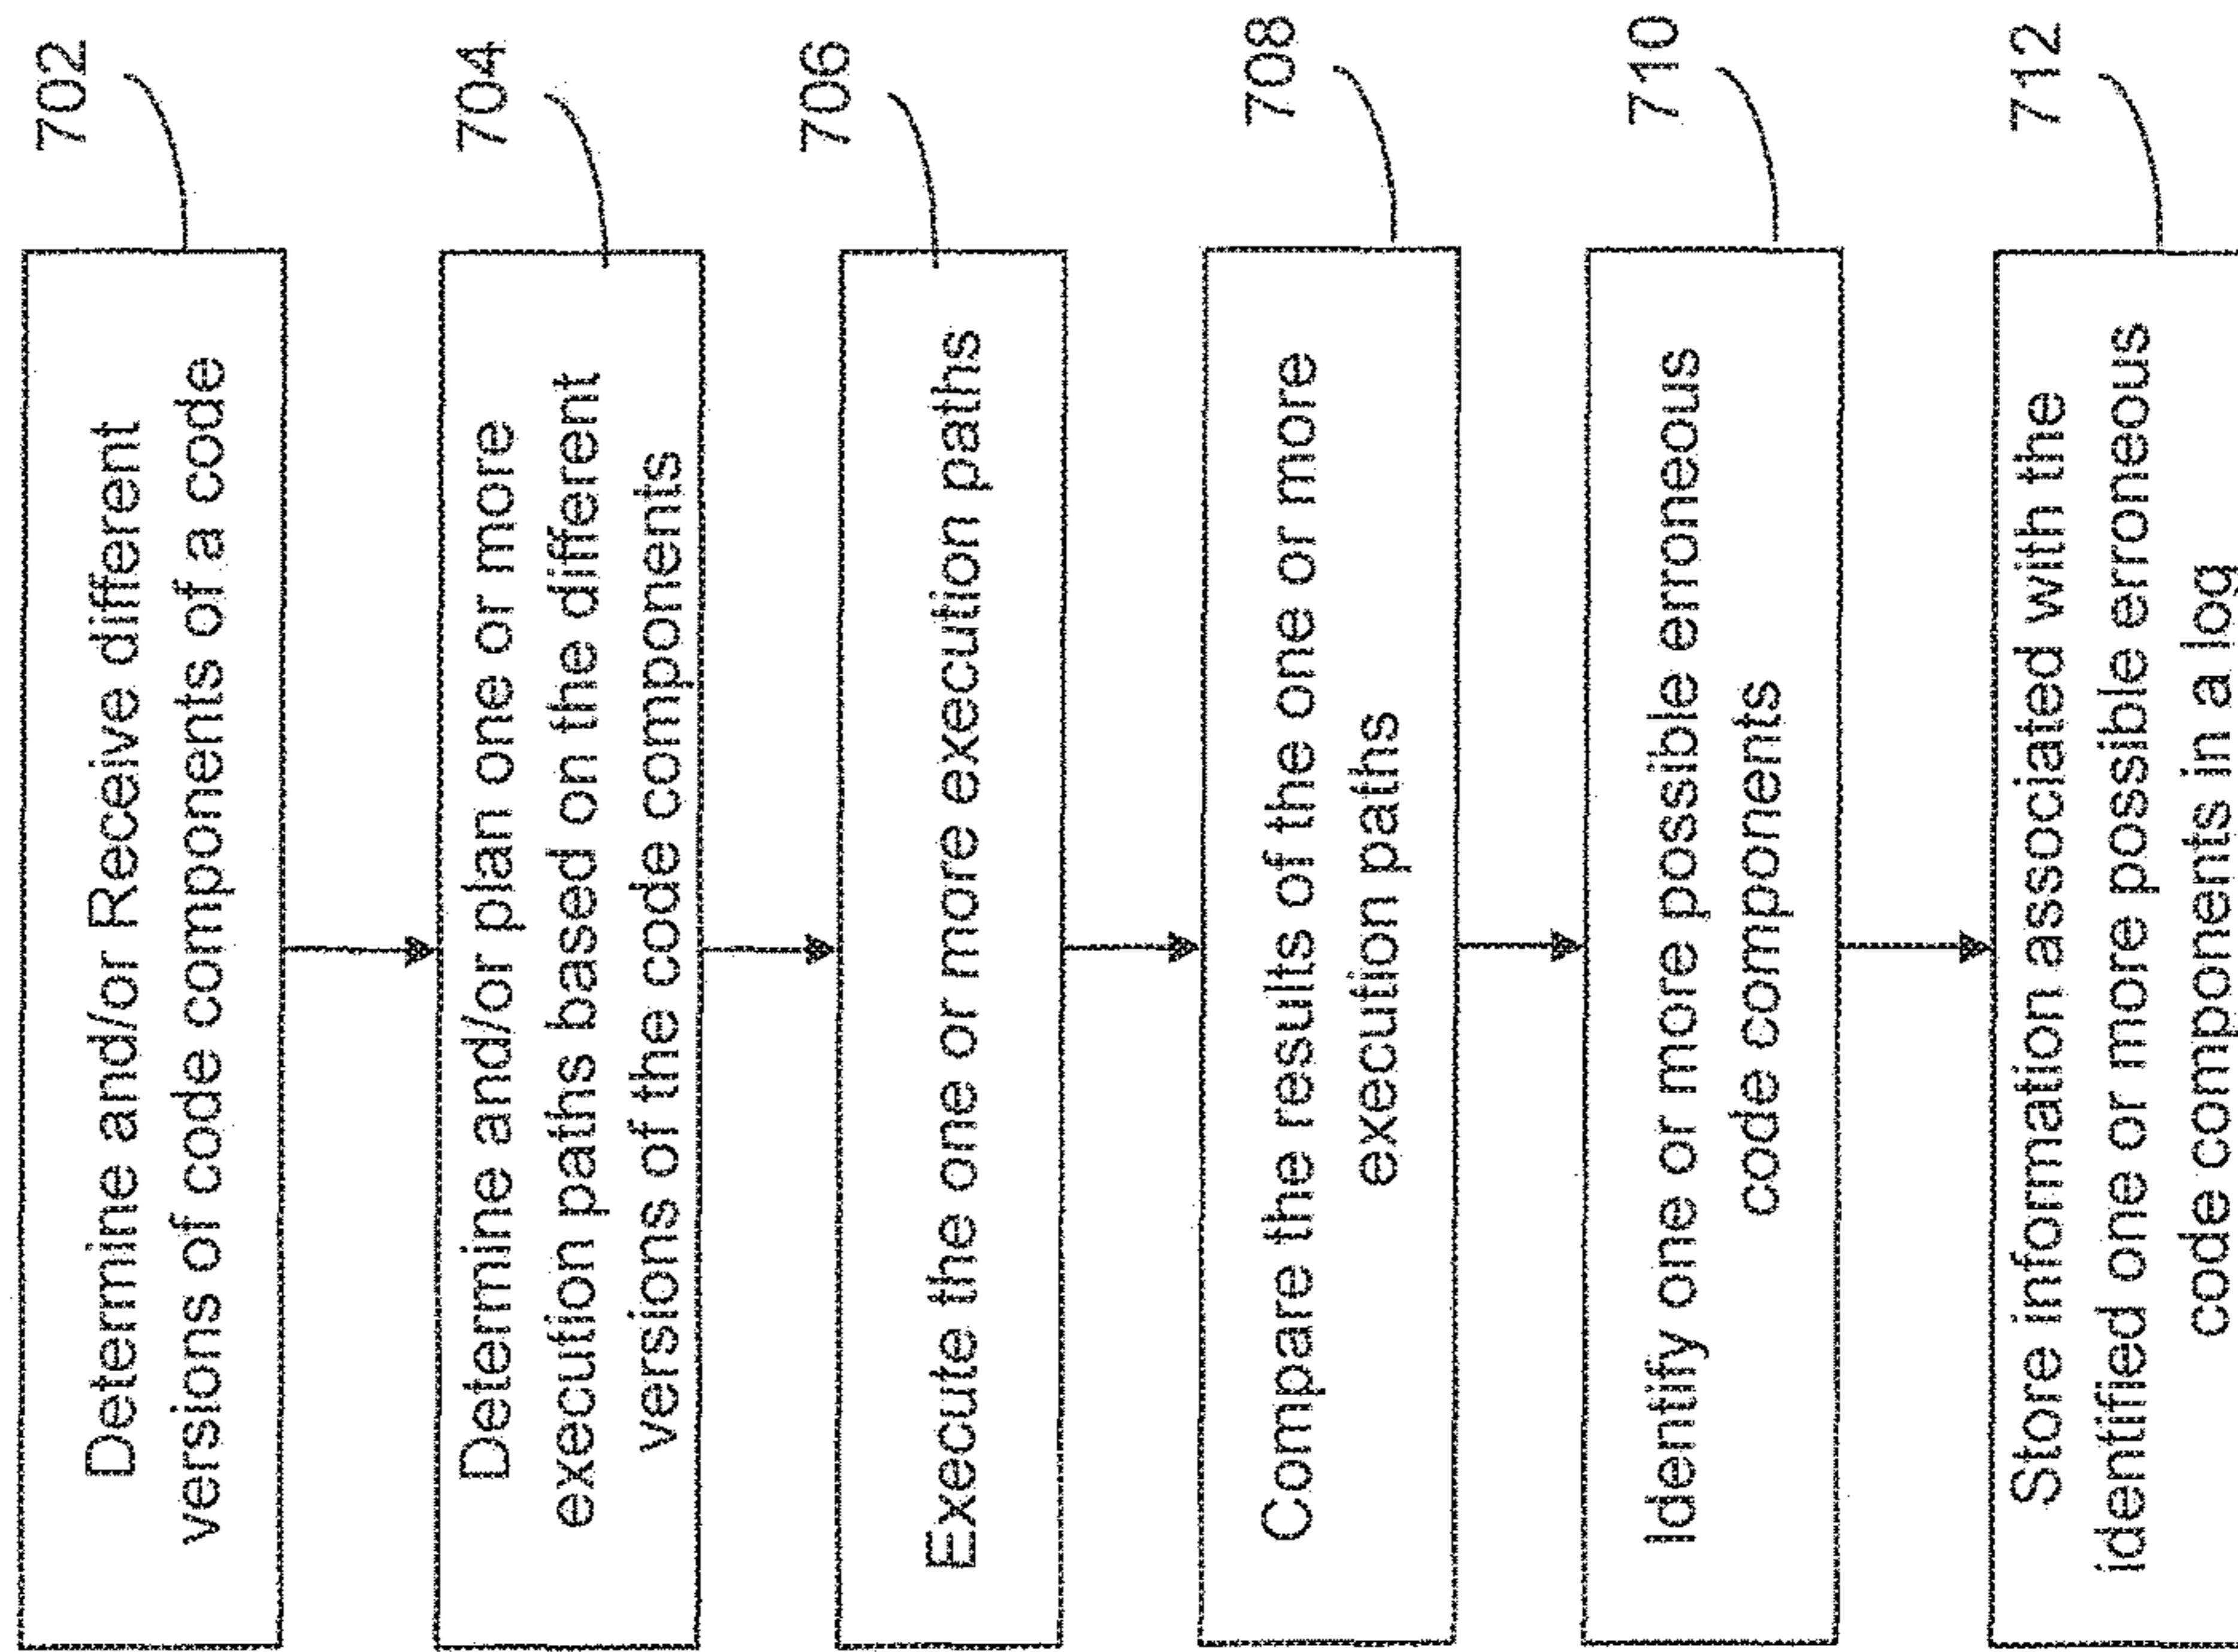 702
Determine and/or Receive different
versions of code components of a code
704
Determine and/or plan one or more
execution paths based on the different
versions of the code components
706
Execute the one or more execution paths
708
Compare the results of the one or more
execution paths
710
Identify one or more possible erroneous
code components
712
Store information associated with the
identified one or more possible erroneous
code components in a log